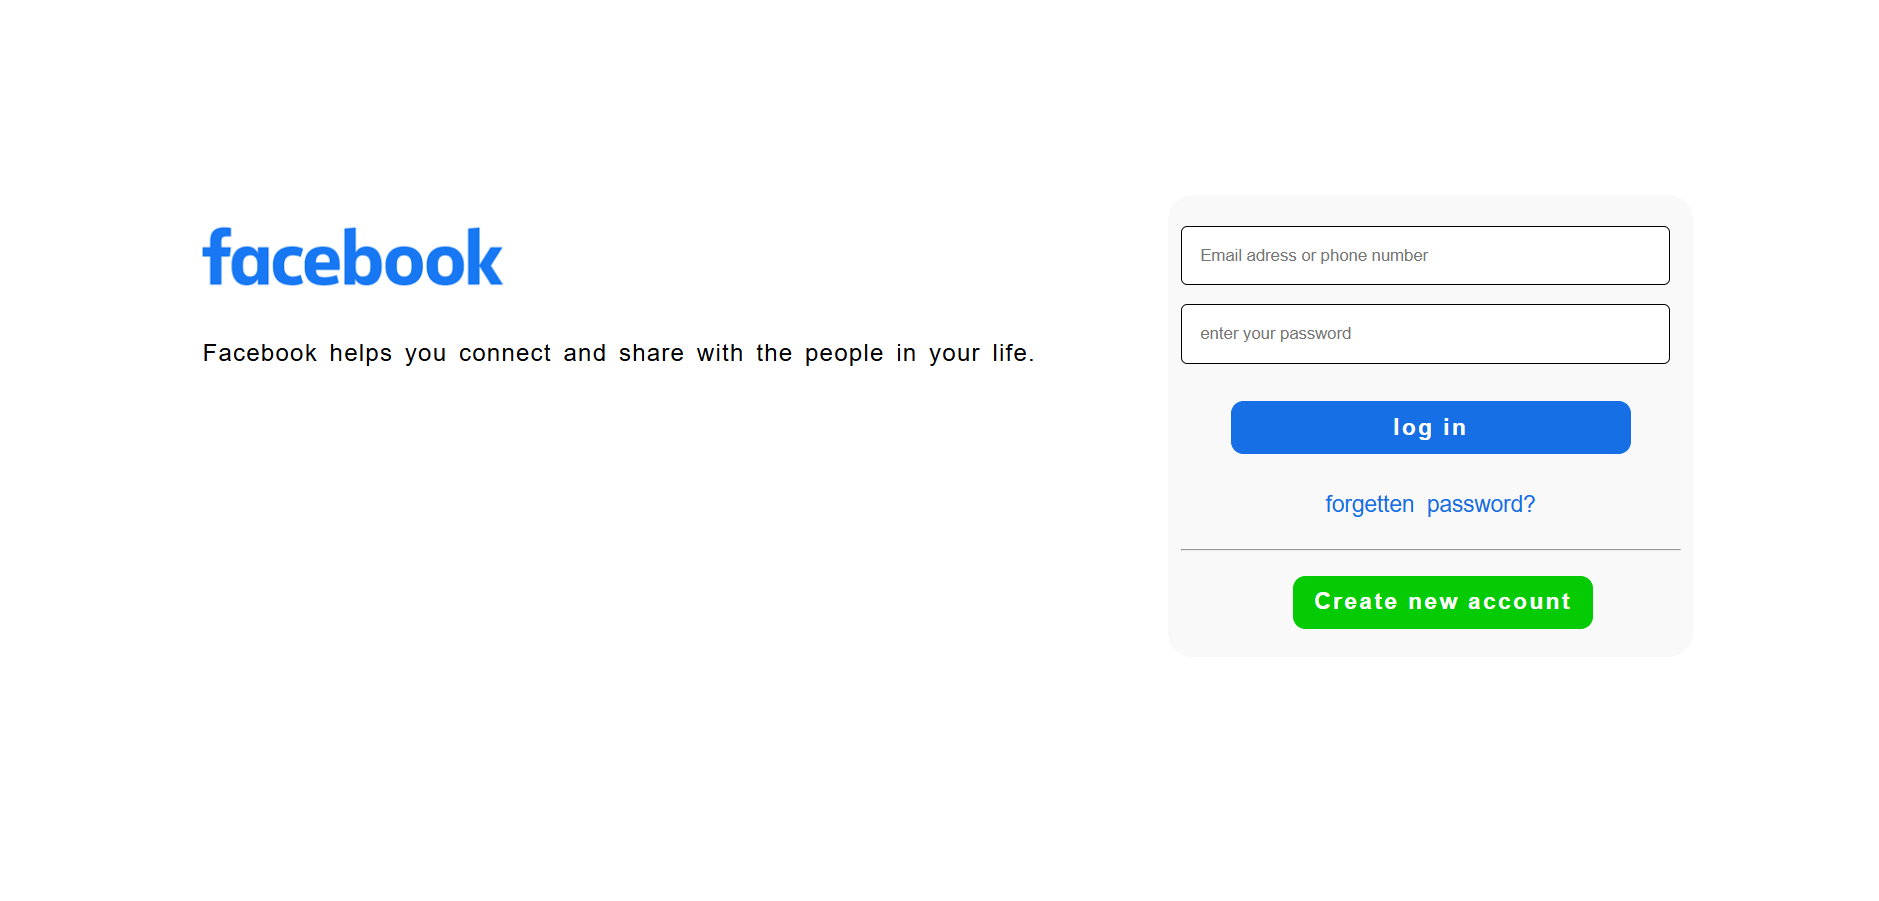 facebook
Facebook helps you connect and share with the people in your life.
Email adress or phone number
enter your password
log in
forgetten password?
Create new account